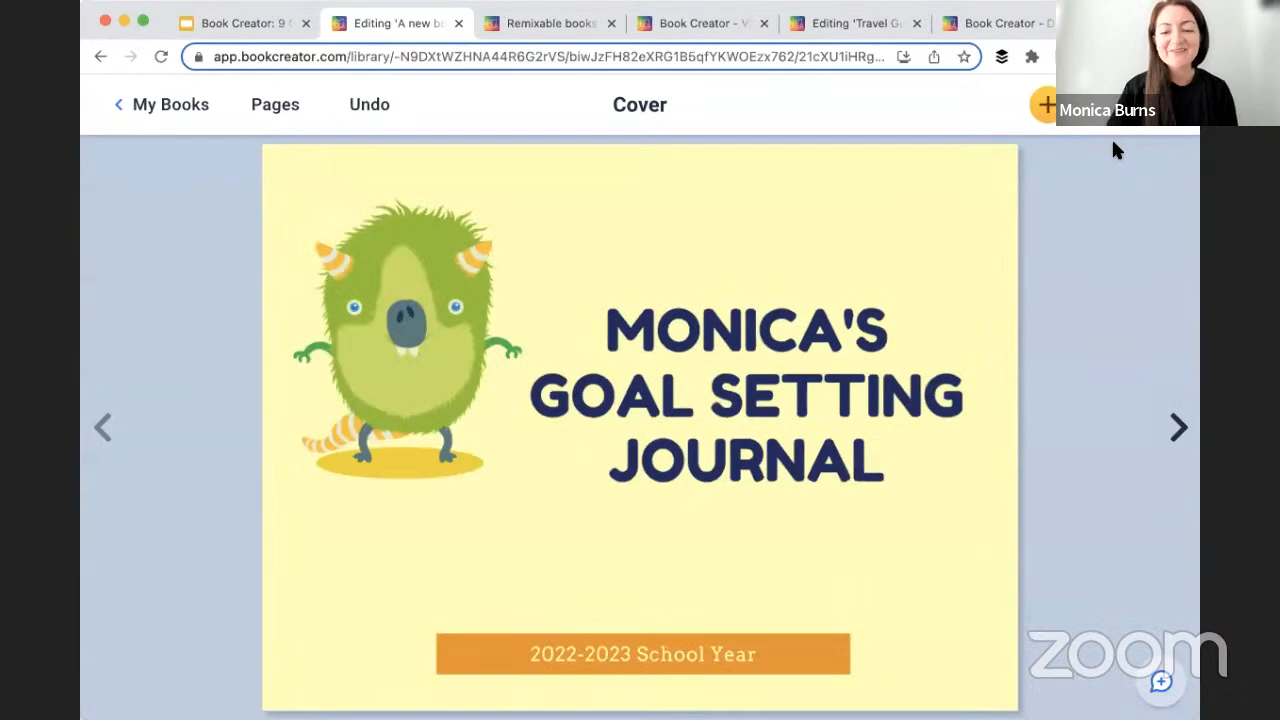 Book Creator: 9
Editing 'A new b
Remixable books
Book Creator - V
Editing 'Travel G
Book Creator - D
app.bookcreator.com/library/-N9DXtWZHNA44R6G2rVS/biwJzFH82eXRG1B5qfYKWOEzx762/21cXU1iHRg...
My Books
Pages
Undo
Cover
Monica Burns
MONICA'S
GOAL SETTING
JOURNAL
2022-2023 School Year
zoom